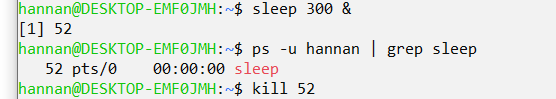 hannan@DESKTOP-EMF0JMH:~$ sleep 300 &
[1] 52
hannan@DESKTOP-EMF0JMH:~$ ps -u hannan | grep sleep
   52 pts/0    00:00:00 sleep
hannan@DESKTOP-EMF0JMH:~$ kill 52